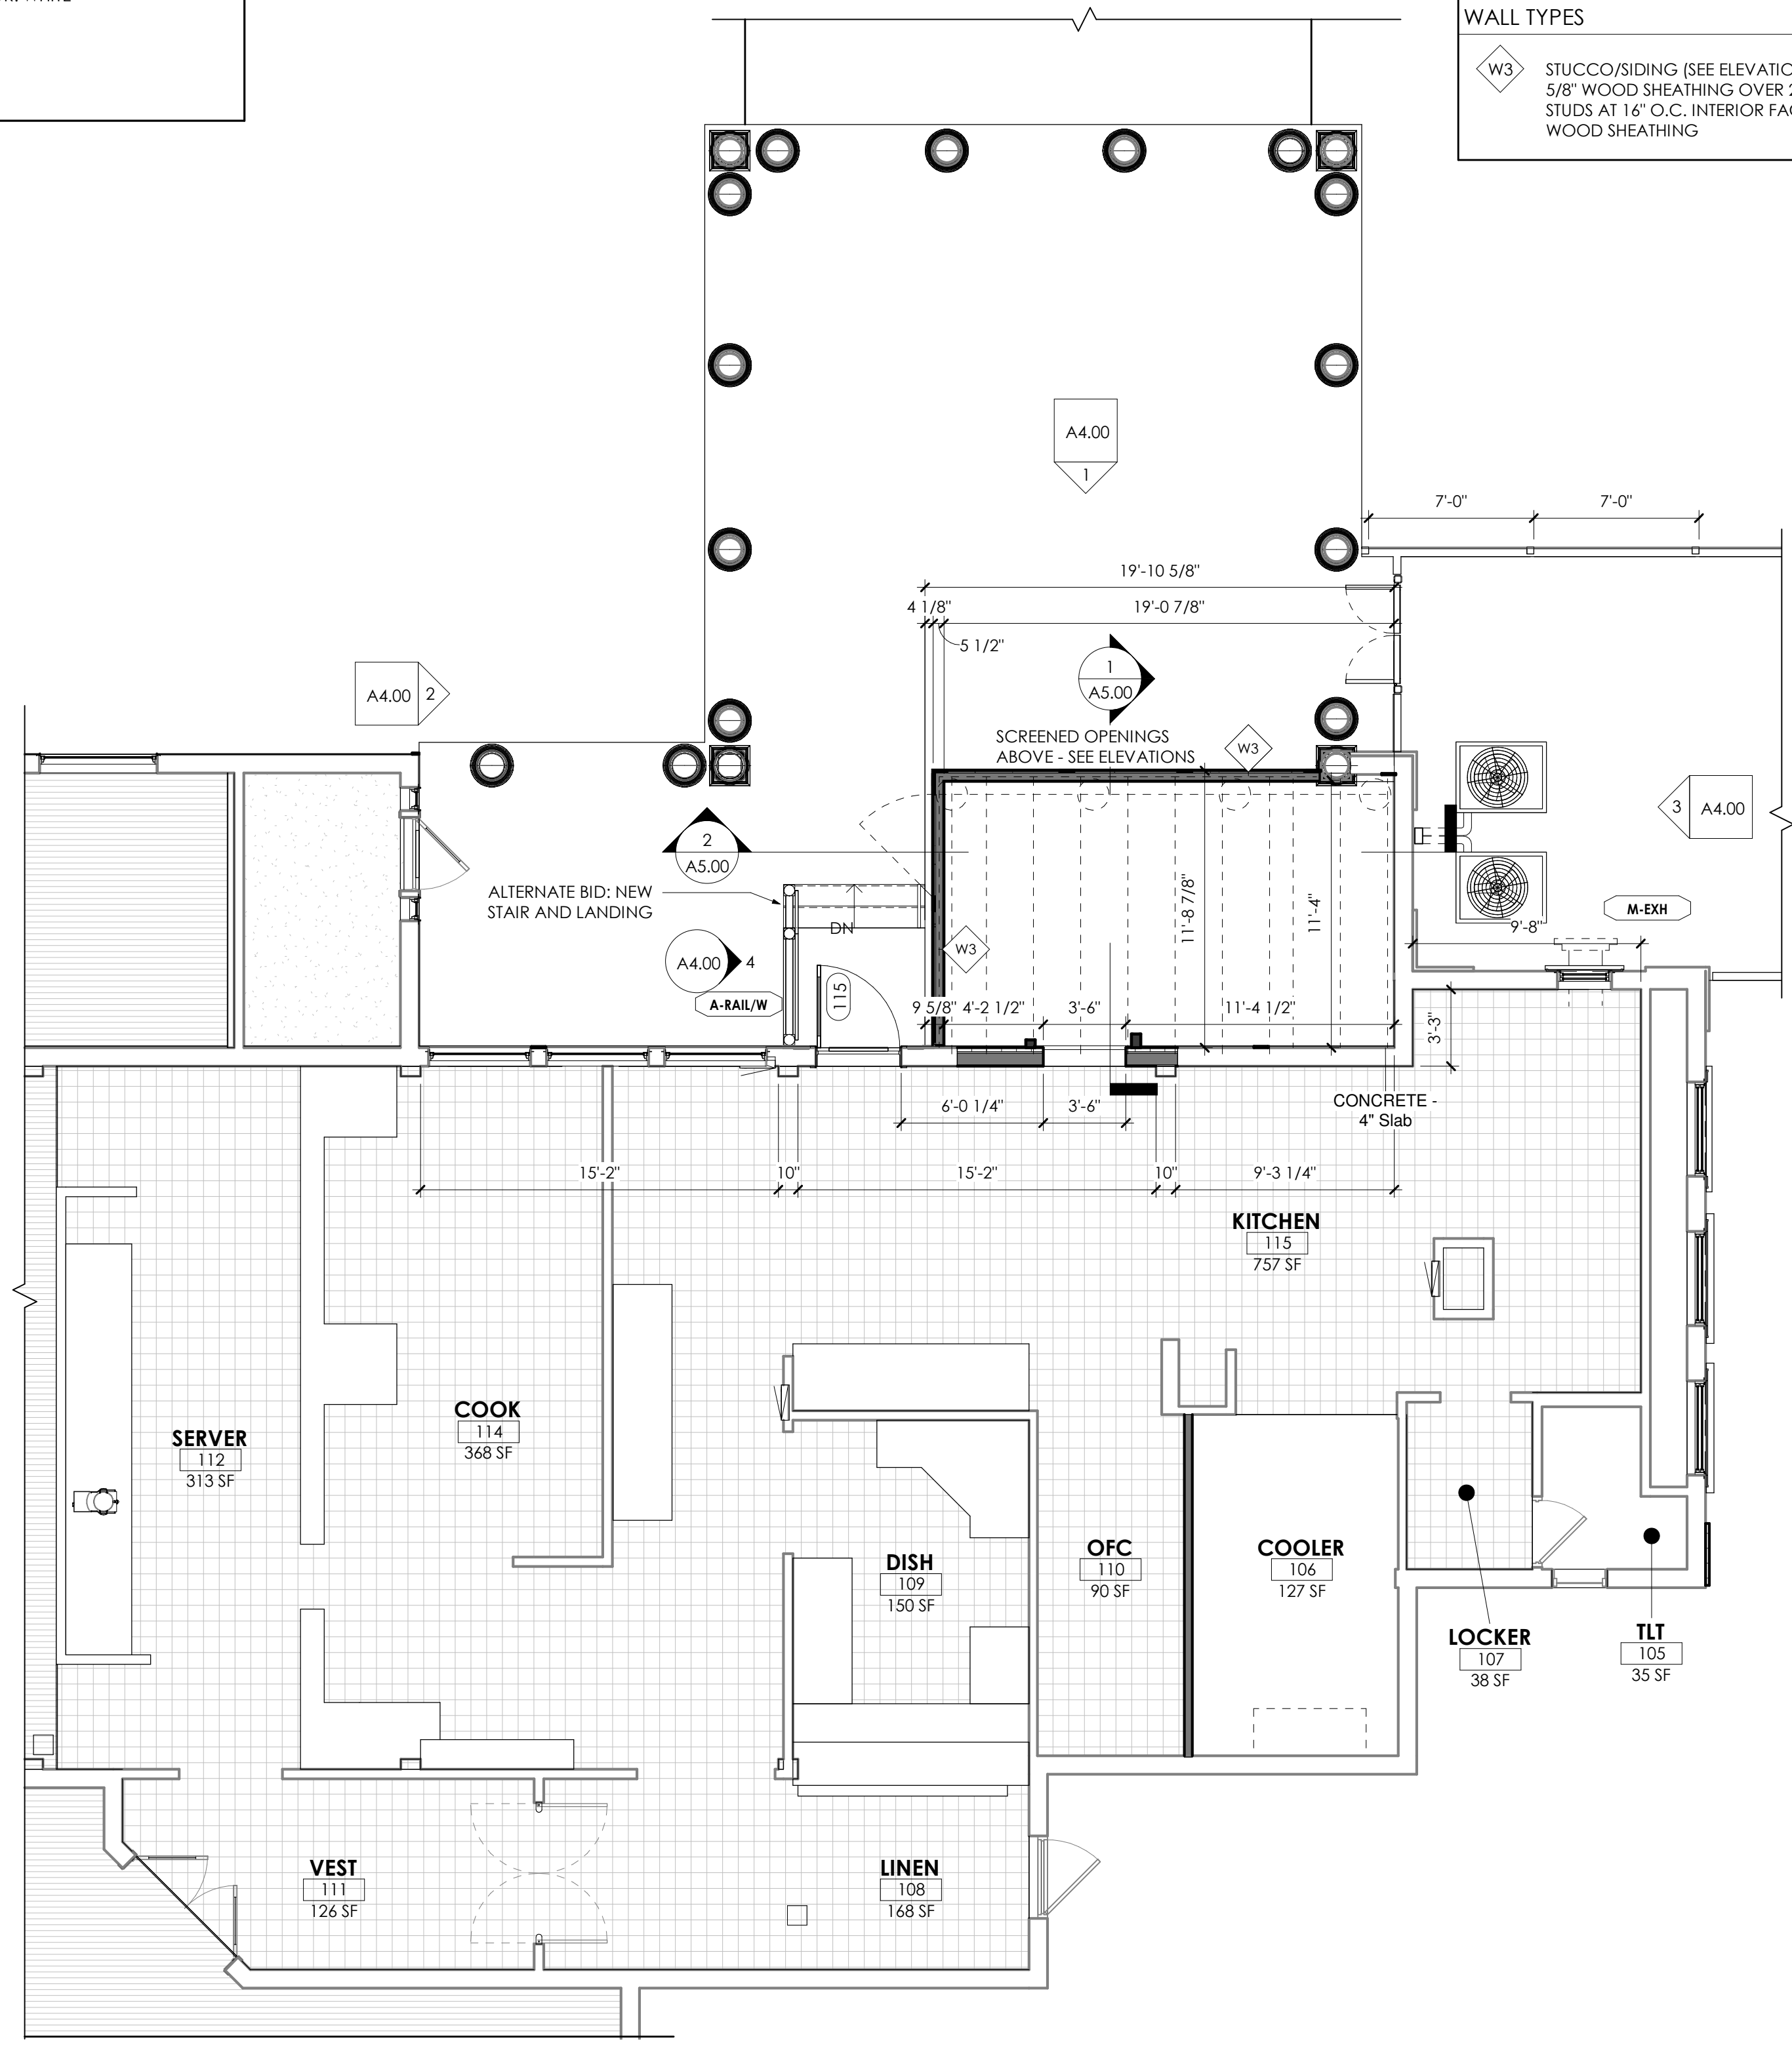 WALL TYPES
W3
STUCCO/SIDING (SEE ELEVATIO
5/8" WOOD SHEATHING OVER 2
STUDS AT 16" O.C. INTERIOR FA
WOOD SHEATHING
A4.00
1
7'-0"
7'-0"
19'-10 5/8"
4 1/8"
19'-0 7/8"
5 1/2"
1
A5.00
A4.00
2
SCREENED OPENINGS
ABOVE - SEE ELEVATIONS
W3
3
A4.00
2
A5.00
ALTERNATE BID: NEW
STAIR AND LANDING
DN
11'-8 7/8"
11'-4"
M-EXH
9'-8"
W3
A4.00
4
A-RAIL/W
115
9 5/8"
4'-2 1/2"
3'-6"
11'-4 1/2"
3'-3"
6'-0 1/4"
3'-6"
CONCRETE -
4" Slab
15'-2"
10"
15'-2"
10"
9'-3 1/4"
KITCHEN
115
757 SF
COOK
114
368 SF
SERVER
112
313 SF
DISH
109
150 SF
OFC
110
90 SF
COOLER
106
127 SF
LOCKER
107
38 SF
TLT
105
35 SF
VEST
111
126 SF
LINEN
108
168 SF